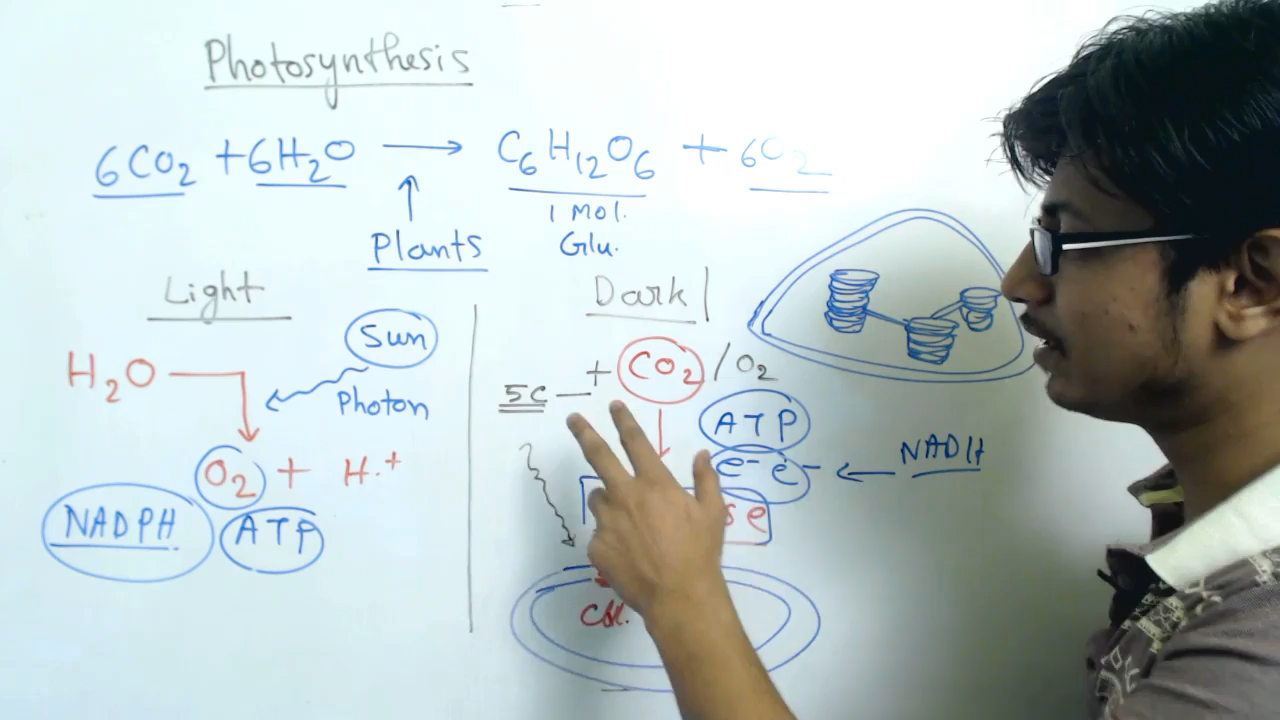 Photosynthesis
6CO2 + 6H2O → C6H12O6 + 6O2
1 Mol.
Plants
Glu.
Light
Dark
Sun
H2O
Photon
5C + CO2 / O2
ATP
e- e- ← NADH
O2 + H.+
NADPH
ATP
se